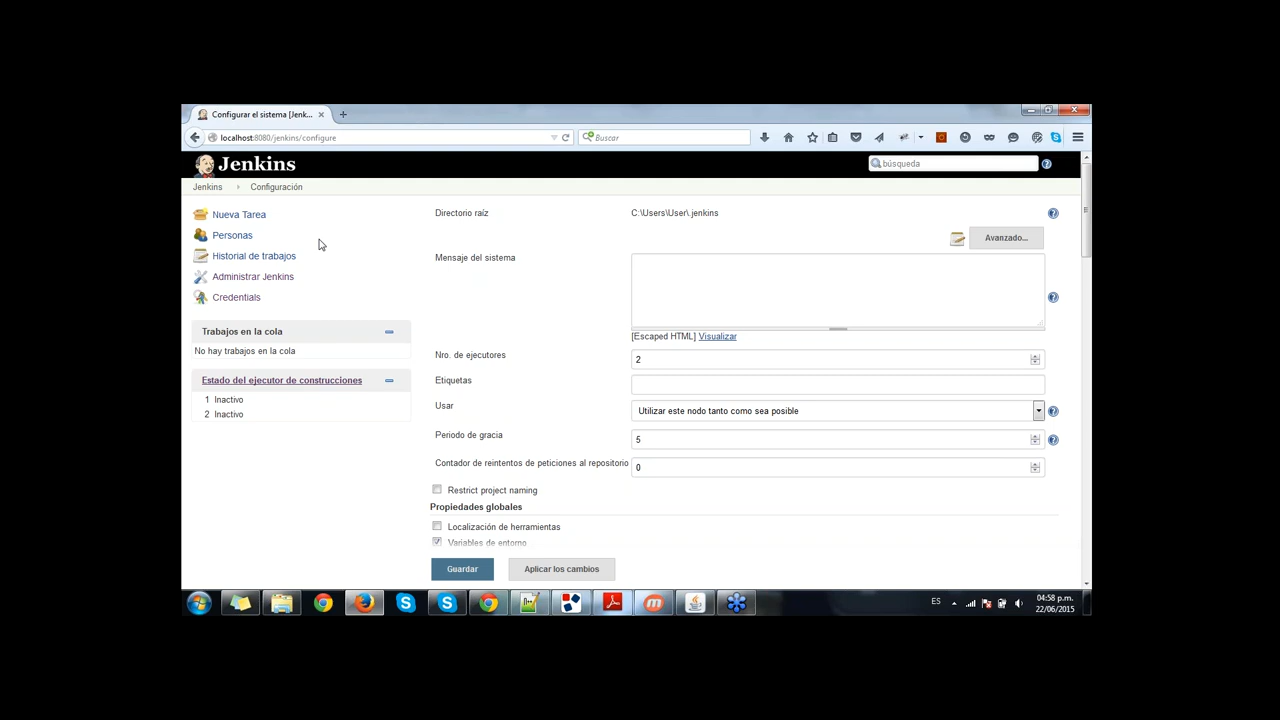 Configurar el sistema [Jenk...
localhost:8080/jenkins/configure
Buscar
Jenkins
búsqueda
Jenkins
Configuración
Nueva Tarea
Personas
Historial de trabajos
Administrar Jenkins
Credentials
Trabajos en la cola
No hay trabajos en la cola
Estado del ejecutor de construcciones
1 Inactivo
2 Inactivo
Directorio raíz
C:\Users\User\.jenkins
Avanzado...
Mensaje del sistema
[Escaped HTML] Visualizar
Nro. de ejecutores
2
Etiquetas
Usar
Utilizar este nodo tanto como sea posible
Periodo de gracia
5
Contador de reintentos de peticiones al repositorio
0
Restrict project naming
Propiedades globales
Localización de herramientas
Variables de entorno
Guardar
Aplicar los cambios
ES
04:58 p.m.
22/06/2015